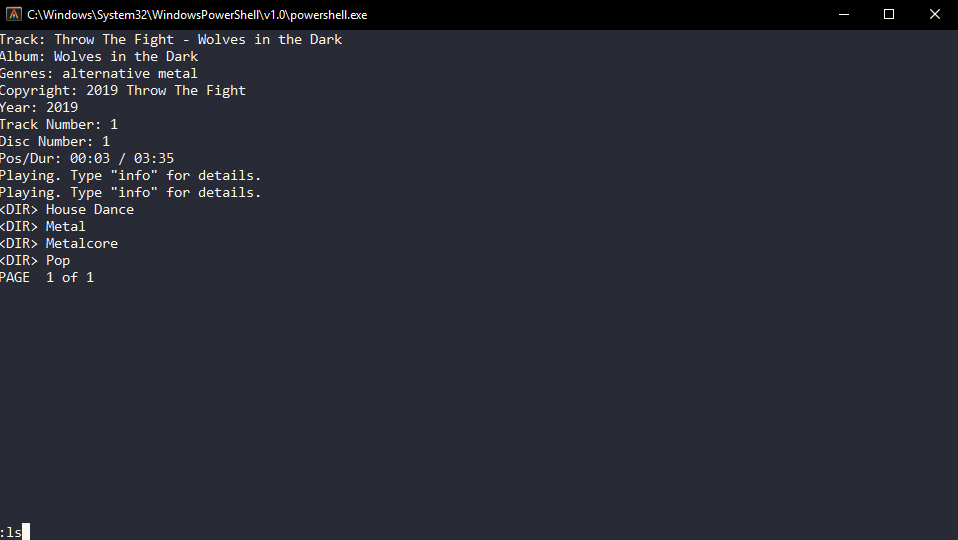 C:\Windows\System32\WindowsPowerShell\v1.0\powershell.exe
Track: Throw The Fight - Wolves in the Dark
Album: Wolves in the Dark
Genres: alternative metal
Copyright: 2019 Throw The Fight
Year: 2019
Track Number: 1
Disc Number: 1
Pos/Dur: 00:03 / 03:35
Playing. Type "info" for details.
Playing. Type "info" for details.
<DIR> House Dance
<DIR> Metal
<DIR> Metalcore
<DIR> Pop
PAGE  1 of 1
:ls